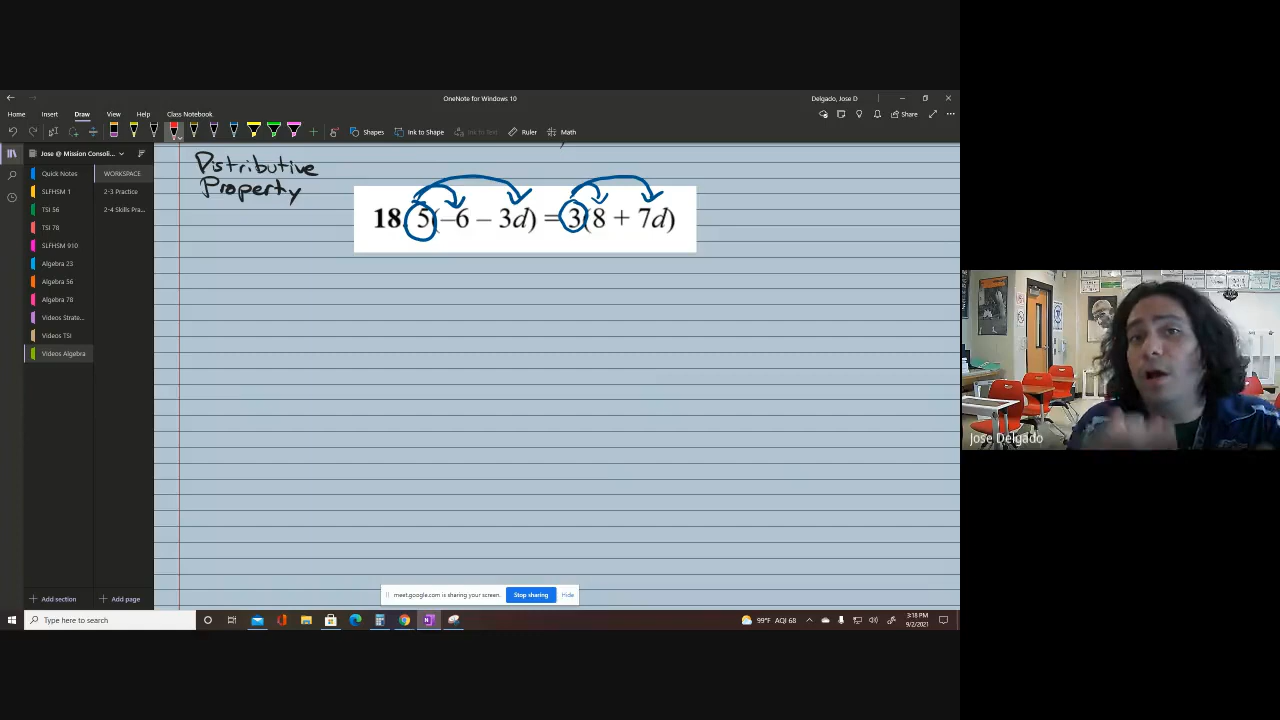 OneNote for Windows 10
Delgado, Jose D
Home Insert Draw View Help Class Notebook
Share
Shapes Ink to Shape Ink to Text Ruler Math
Jose @ Mission Consoli...
Quick Notes
SLFHSM 1
TSI 56
TSI 78
SLFHSM 910
Algebra 23
Algebra 56
Algebra 78
Videos Strate...
Videos TSI
Videos Algebra
WORKSPACE
2-3 Practice
2-4 Skills Pra...
Distributive
Property
18. 5(–6 – 3d) = 3(8 + 7d)
Jose Delgado
meet.google.com is sharing your screen.
Stop sharing
Hide
Add section
Add page
Type here to search
99°F AQI 68
3:18 PM
9/2/2021